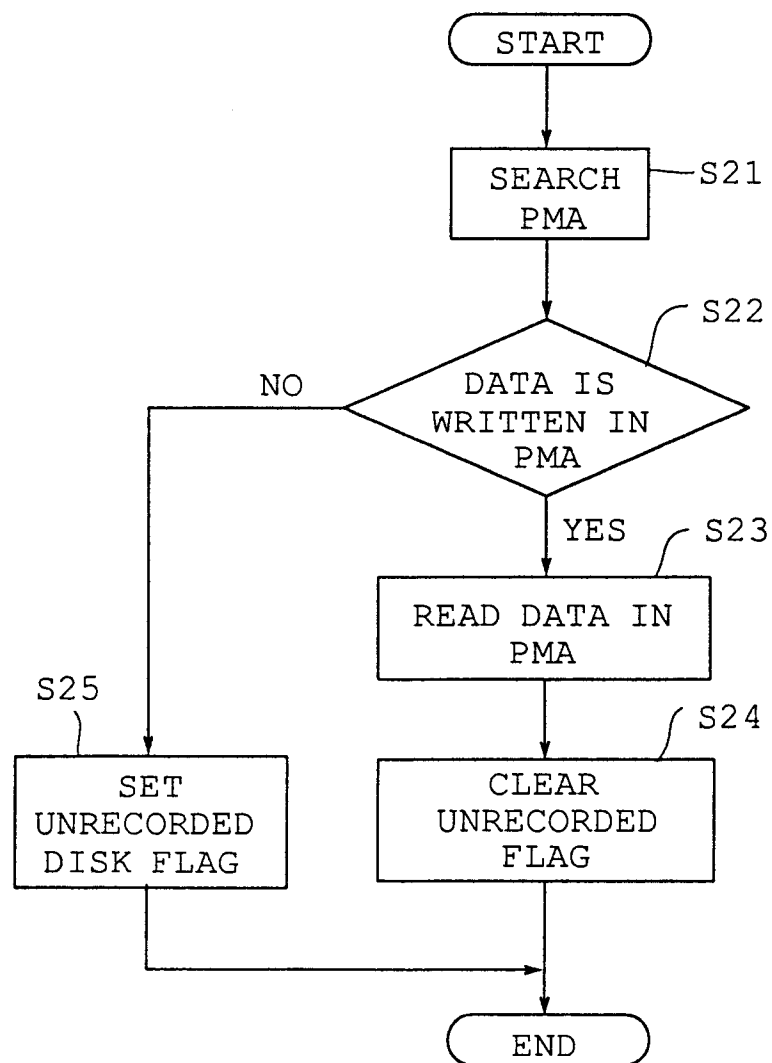 START
SEARCH
PMA
S21
S22
DATA IS
WRITTEN IN
PMA
NO
YES
S23
READ DATA IN
PMA
S25
S24
SET
UNRECORDED
DISK FLAG
CLEAR
UNRECORDED
FLAG
END